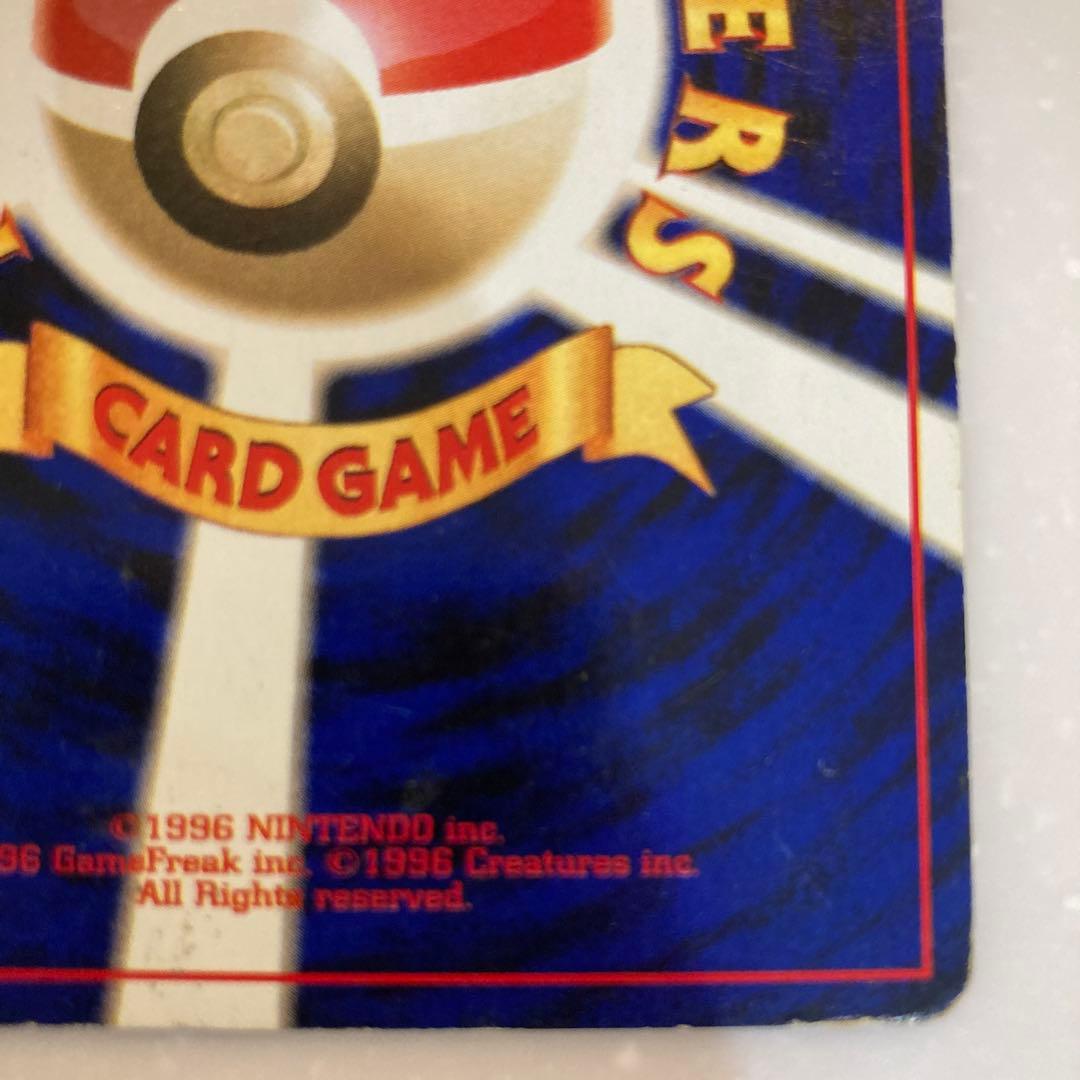 ERS
CARD GAME
©1996 NINTENDO inc.
96 GameFreak inc. ©1996 Creatures inc.
All Rights reserved.